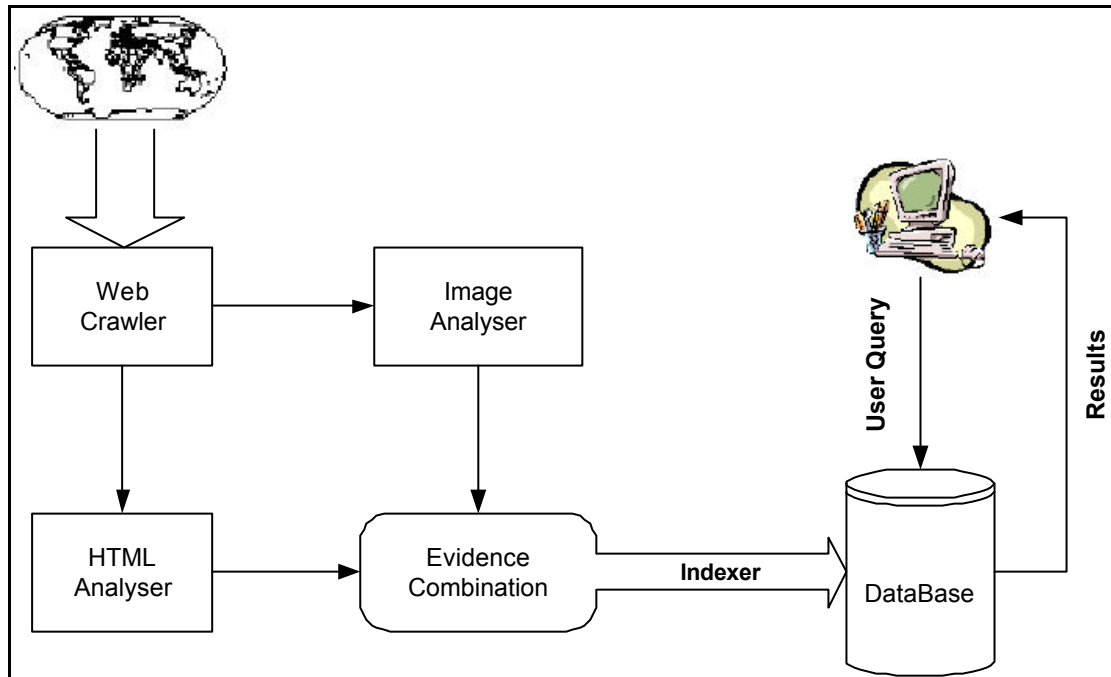 Web
Crawler
Image
Analyser
User Query
Results
HTML
Analyser
Evidence
Combination
Indexer
DataBase